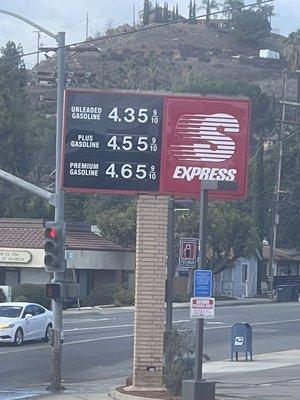 UNLEADED
GASOLINE 4.35 9/10
PLUS
GASOLINE 4.55 9/10
PREMIUM
GASOLINE 4.65 9/10
S
EXPRESS